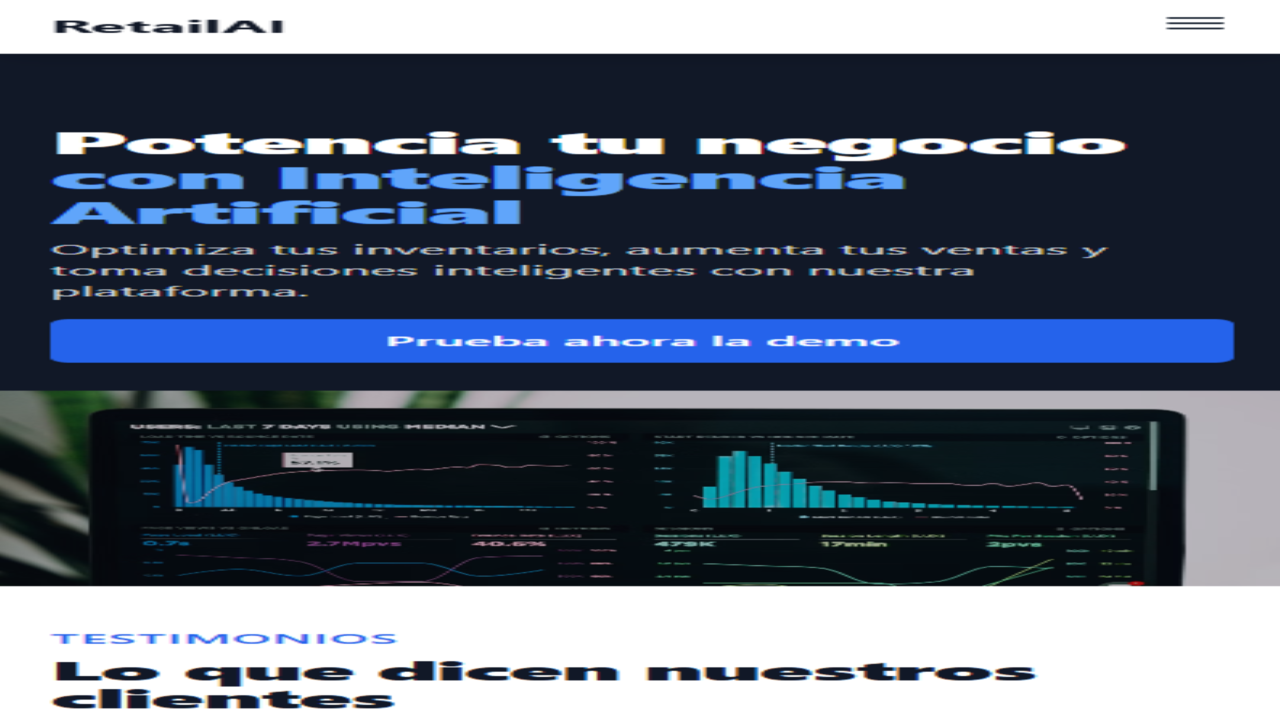 RetailAI
Potencia tu negocio
con Inteligencia
Artificial
Optimiza tus inventarios, aumenta tus ventas y
toma decisiones inteligentes con nuestra
plataforma.
Prueba ahora la demo
USERS: LAST 7 DAYS USING MEDIAN
0.7s 2.7Mpvs 40.6% 479K 17min 2pvs
TESTIMONIOS
Lo que dicen nuestros
clientes